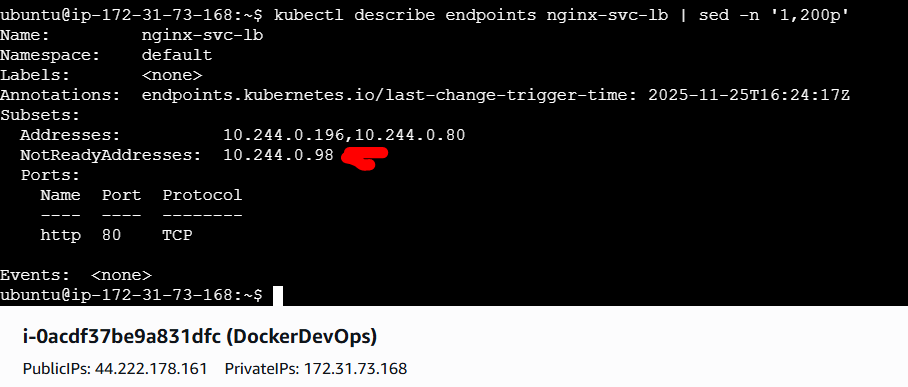 ubuntu@ip-172-31-73-168:~$ kubectl describe endpoints nginx-svc-lb | sed -n '1,200p'
Name:         nginx-svc-lb
Namespace:    default
Labels:       <none>
Annotations:  endpoints.kubernetes.io/last-change-trigger-time: 2025-11-25T16:24:17Z
Subsets:
  Addresses:          10.244.0.196,10.244.0.80
  NotReadyAddresses:  10.244.0.98
  Ports:
    Name  Port  Protocol
    ----  ----  --------
    http  80    TCP
Events:  <none>
ubuntu@ip-172-31-73-168:~$
i-0acdf37be9a831dfc (DockerDevOps)
PublicIPs: 44.222.178.161    PrivateIPs: 172.31.73.168